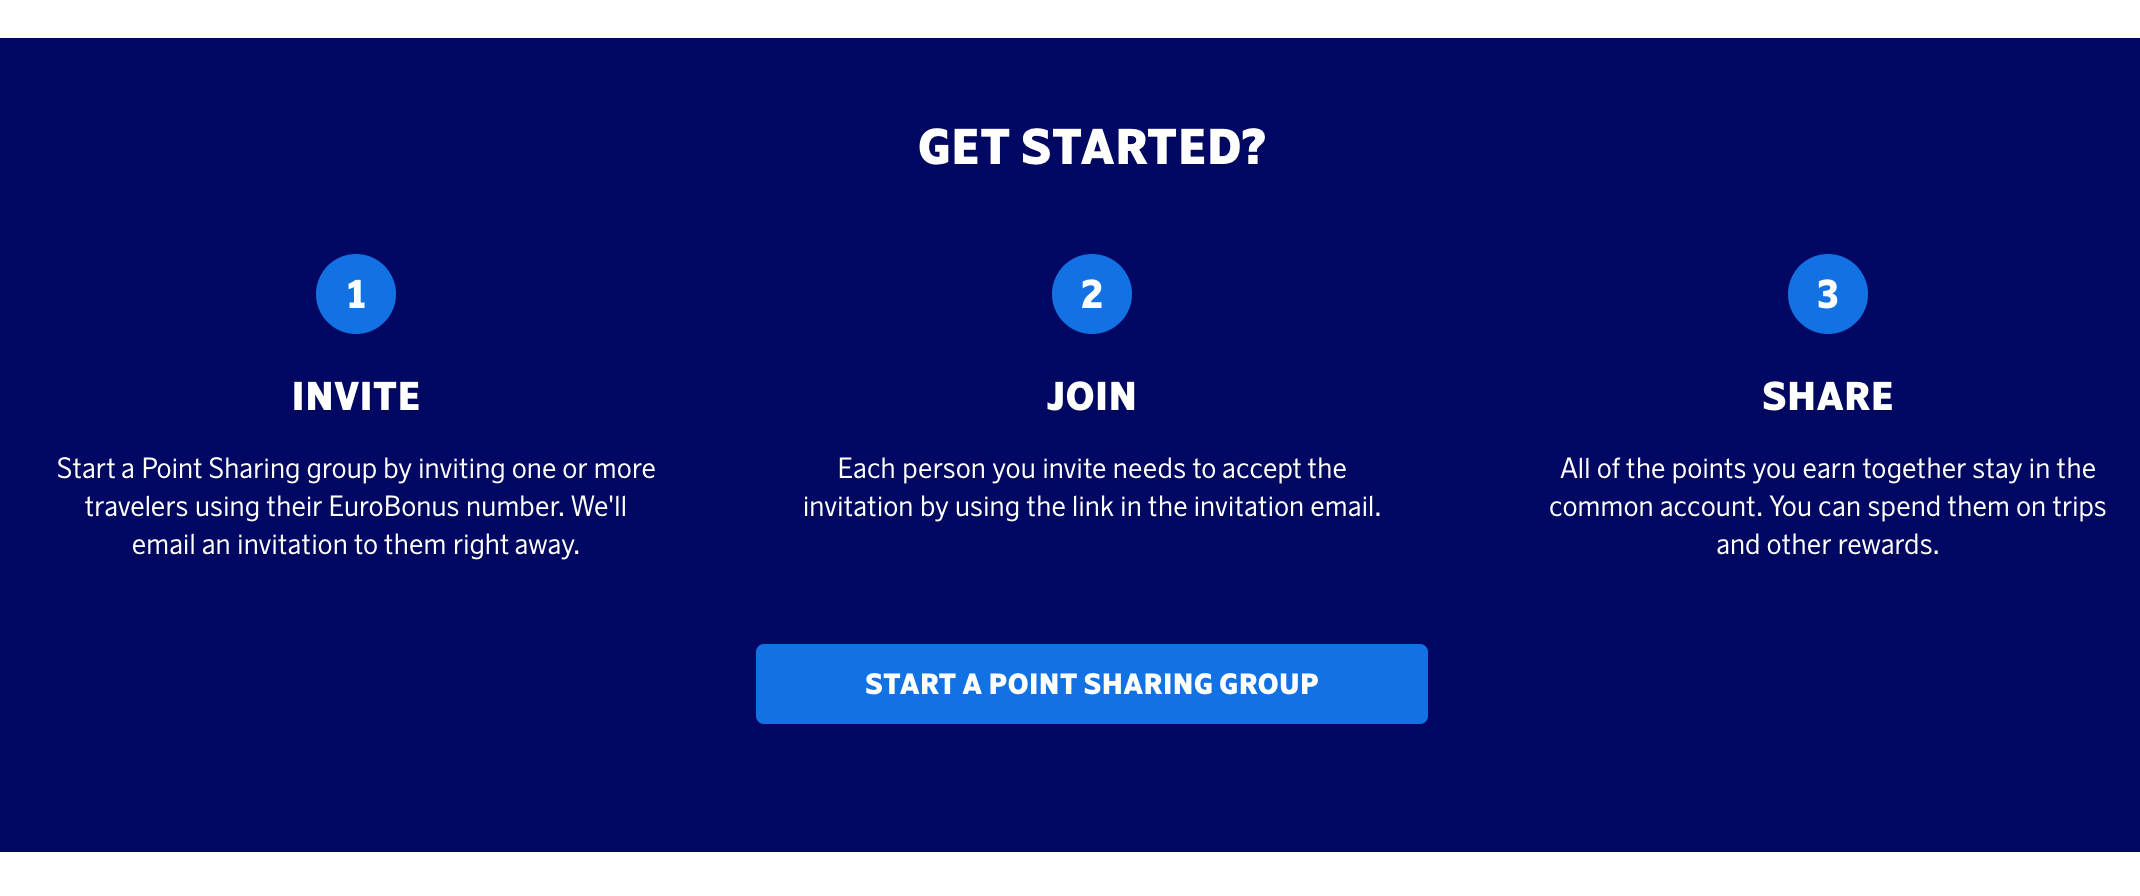 GET STARTED?
1
INVITE
Start a Point Sharing group by inviting one or more
travelers using their EuroBonus number. We'll
email an invitation to them right away.
2
JOIN
Each person you invite needs to accept the
invitation by using the link in the invitation email.
3
SHARE
All of the points you earn together stay in the
common account. You can spend them on trips
and other rewards.
START A POINT SHARING GROUP